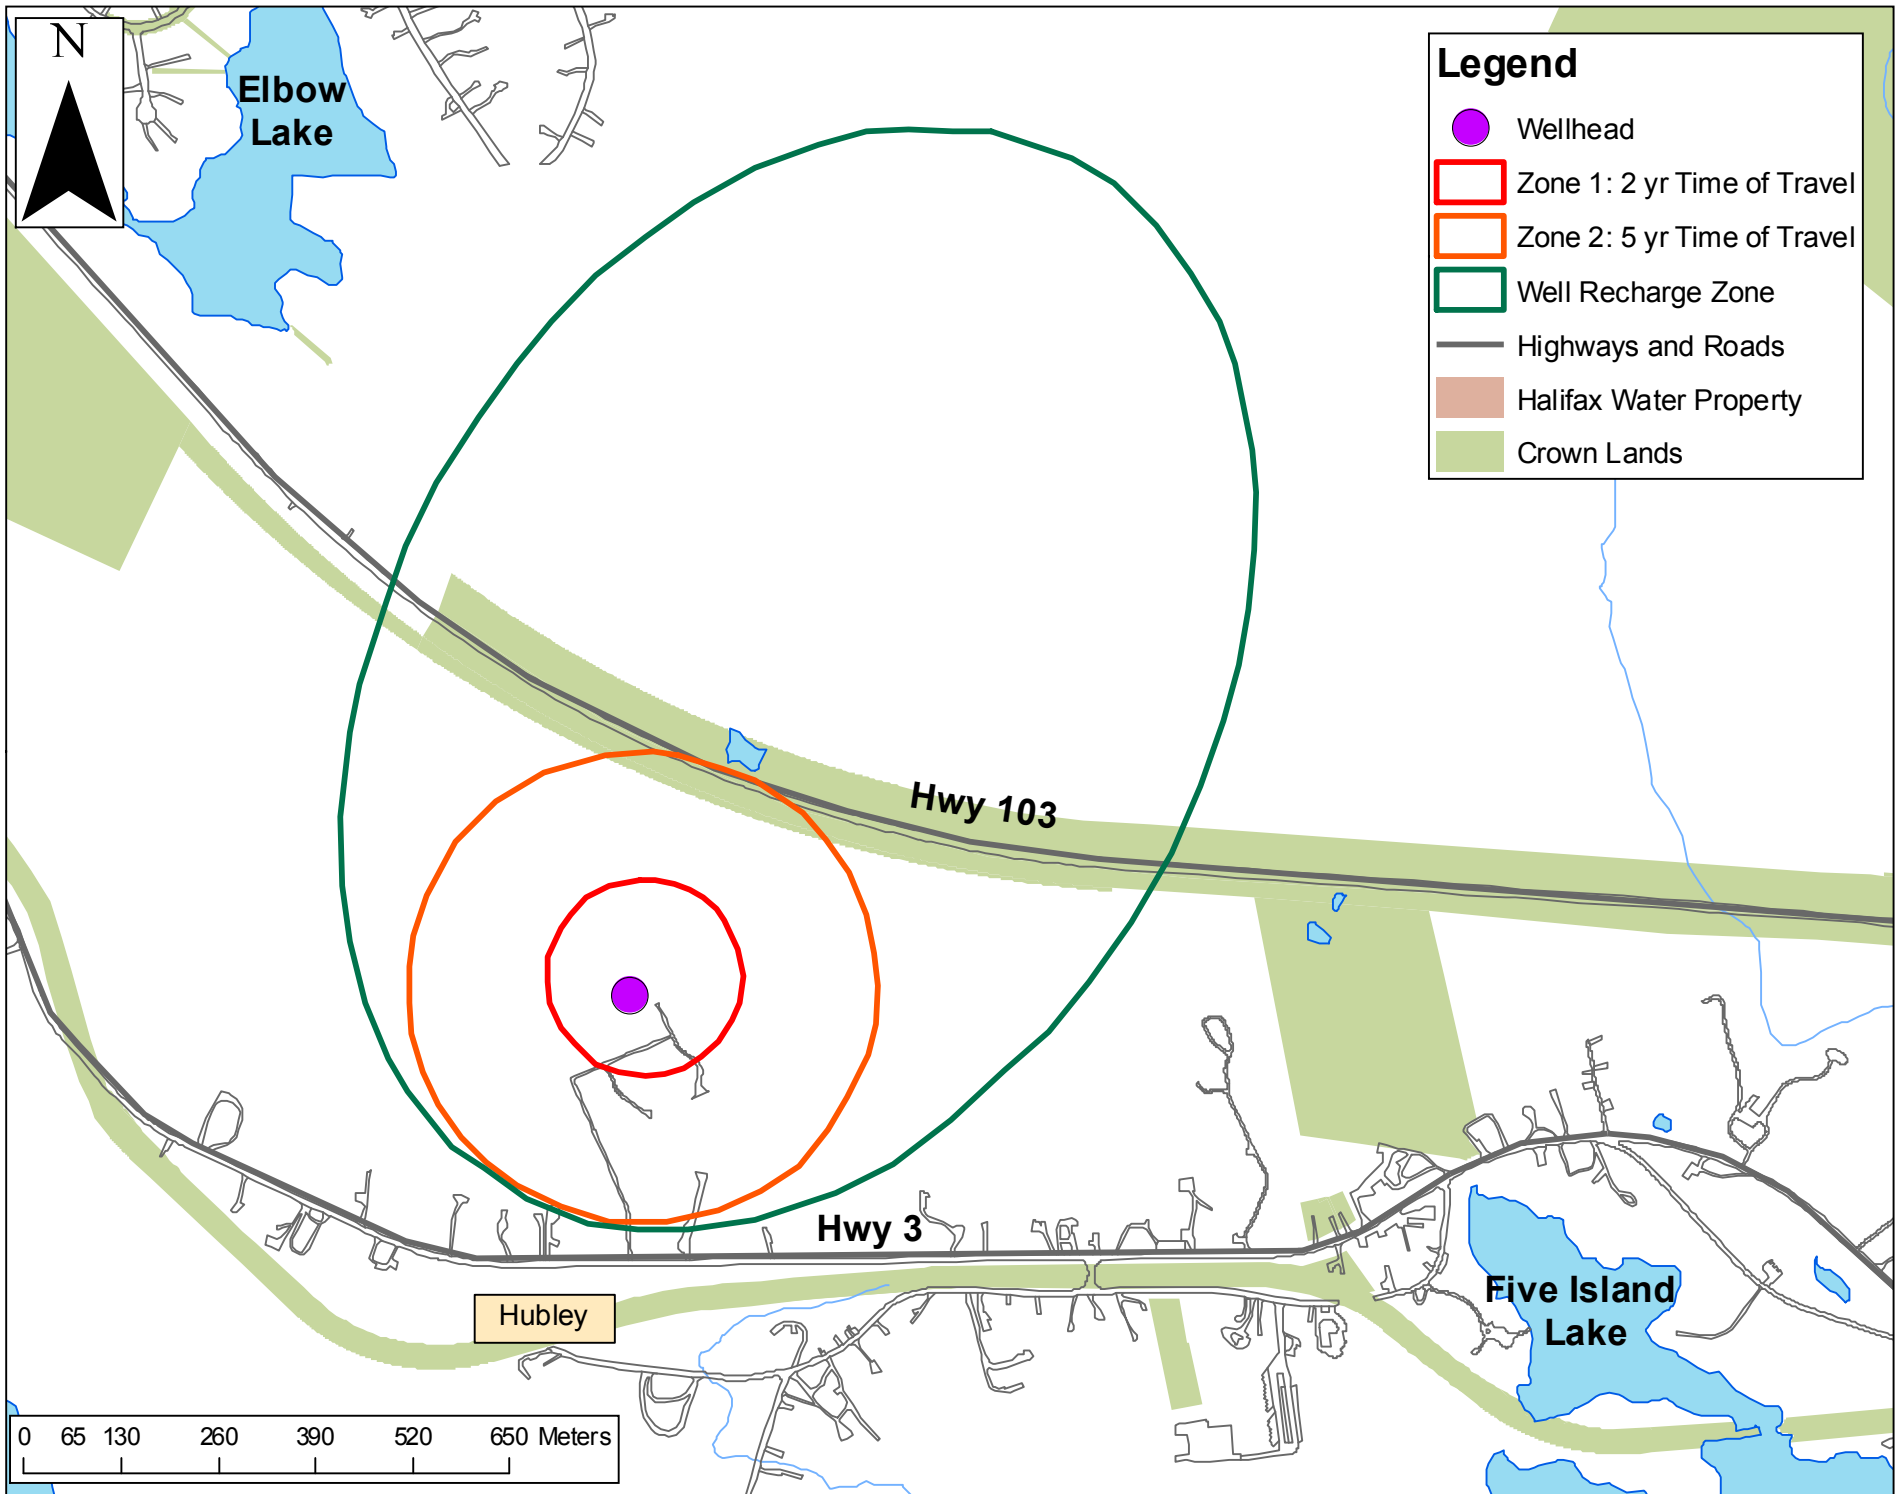 N
Elbow
Lake
Legend
Wellhead
Zone 1: 2 yr Time of Travel
Zone 2: 5 yr Time of Travel
Well Recharge Zone
Highways and Roads
Halifax Water Property
Crown Lands
Hwy 103
Hwy 3
Hubley
Five Island
Lake
0 65 130 260 390 520 650 Meters